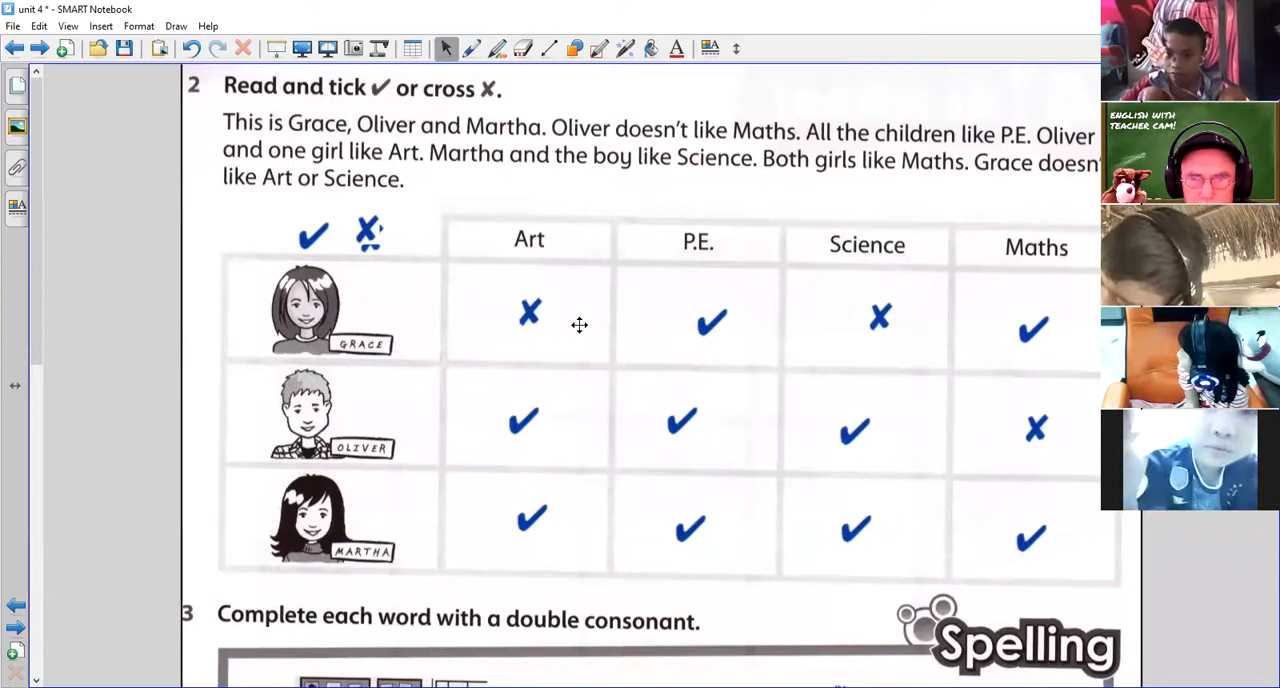 unit 4 * - SMART Notebook
File Edit View Insert Format Draw Help
2 Read and tick ✔ or cross ✘.
This is Grace, Oliver and Martha. Oliver doesn't like Maths. All the children like P.E. Oliver
and one girl like Art. Martha and the boy like Science. Both girls like Maths. Grace doesn'
like Art or Science.
✔ ✘ Art P.E. Science Maths
✘ ✔ ✘ ✔
GRACE
✔ ✔ ✔ ✘
OLIVER
✔ ✔ ✔ ✔
MARTHA
3 Complete each word with a double consonant.
Spelling
ENGLISH WITH
TEACHER CAM!